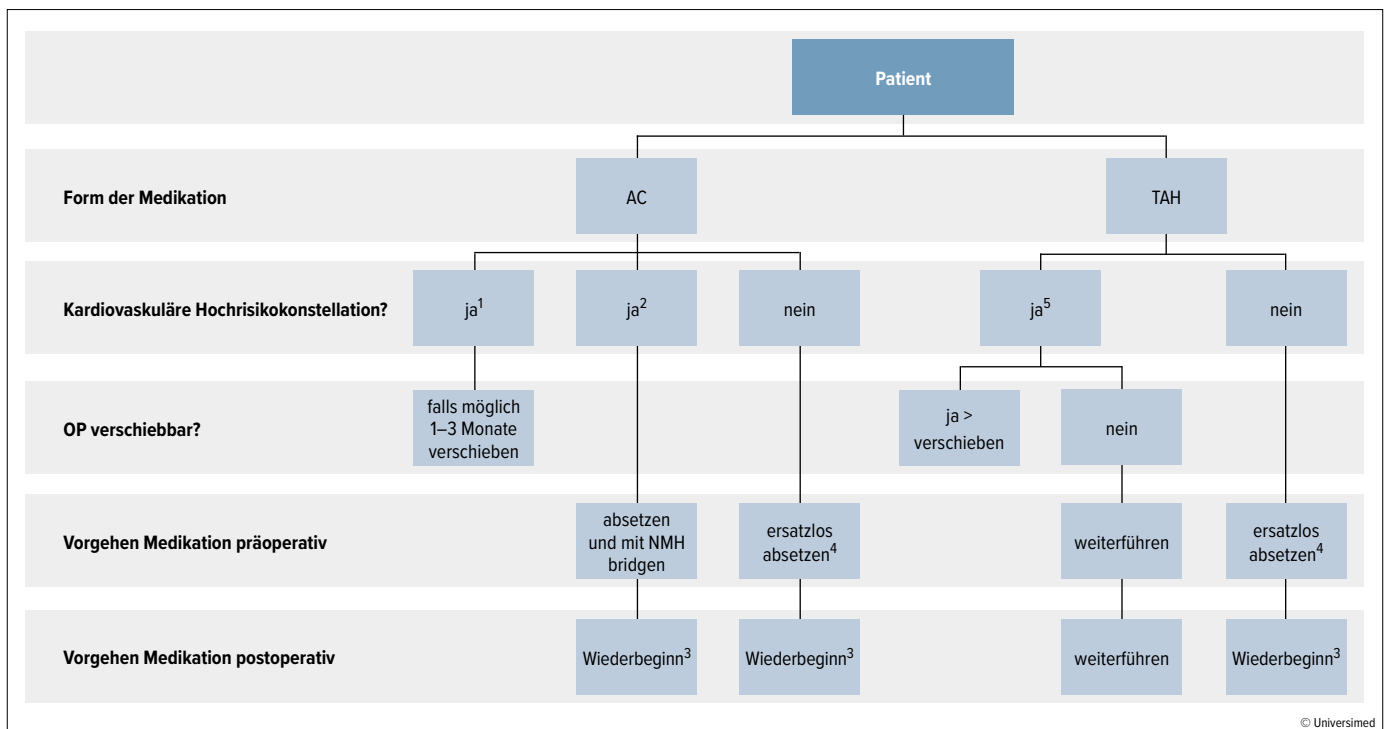 Patient
Form der Medikation
AC
TAH
Kardiovaskuläre Hochrisikokonstellation?
ja¹
ja²
nein
ja⁵
nein
OP verschiebbar?
falls möglich
1–3 Monate
verschieben
ja >
verschieben
nein
Vorgehen Medikation präoperativ
absetzen
und mit NMH
bridgen
ersatzlos
absetzen⁴
weiterführen
ersatzlos
absetzen⁴
Vorgehen Medikation postoperativ
Wiederbeginn³
Wiederbeginn³
weiterführen
Wiederbeginn³
© Universimed